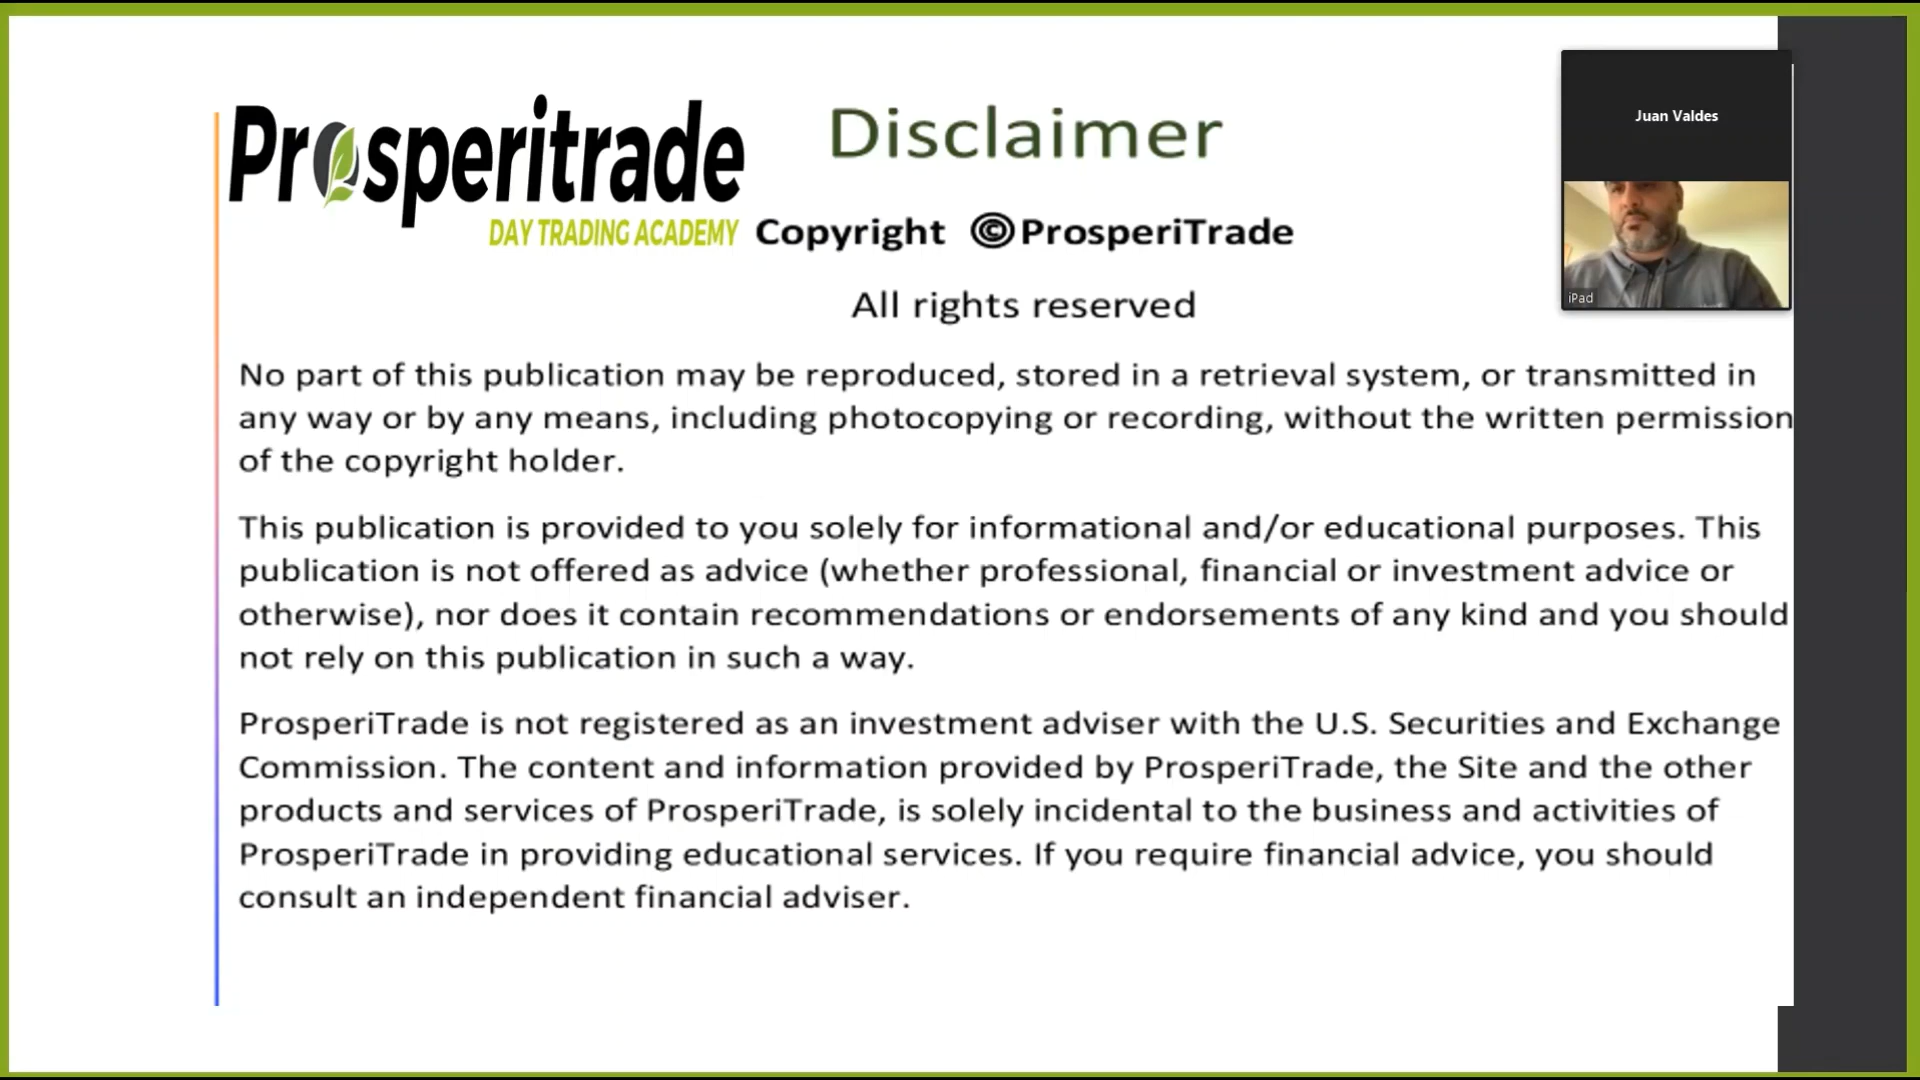 Prosperitrade
DAY TRADING ACADEMY
Disclaimer
Copyright ©ProsperiTrade
All rights reserved
No part of this publication may be reproduced, stored in a retrieval system, or transmitted in
any way or by any means, including photocopying or recording, without the written permission
of the copyright holder.
This publication is provided to you solely for informational and/or educational purposes. This
publication is not offered as advice (whether professional, financial or investment advice or
otherwise), nor does it contain recommendations or endorsements of any kind and you should
not rely on this publication in such a way.
ProsperiTrade is not registered as an investment adviser with the U.S. Securities and Exchange
Commission. The content and information provided by ProsperiTrade, the Site and the other
products and services of ProsperiTrade, is solely incidental to the business and activities of
ProsperiTrade in providing educational services. If you require financial advice, you should
consult an independent financial adviser.
Juan Valdes
iPad